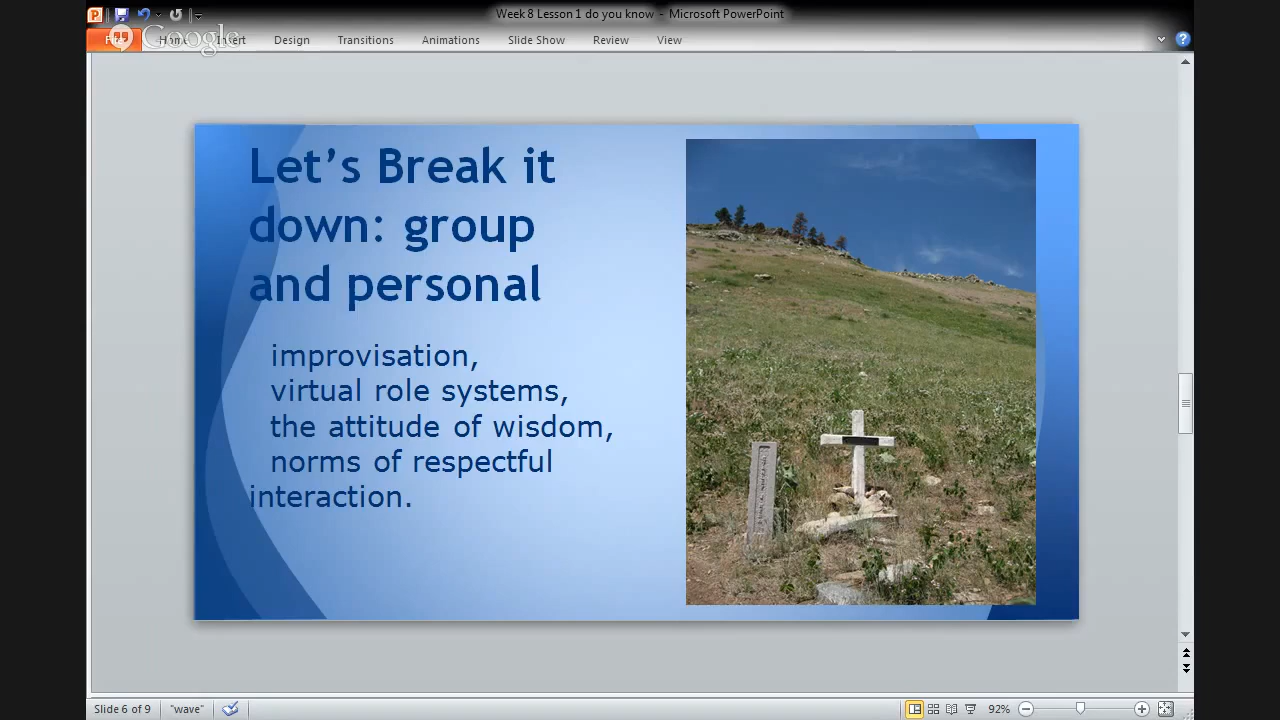 Week 8 Lesson 1 do you know - Microsoft PowerPoint
Google
Insert Design Transitions Animations Slide Show Review View
Let's Break it
down: group
and personal
improvisation,
virtual role systems,
the attitude of wisdom,
norms of respectful
interaction.
Slide 6 of 9 "wave" 92%